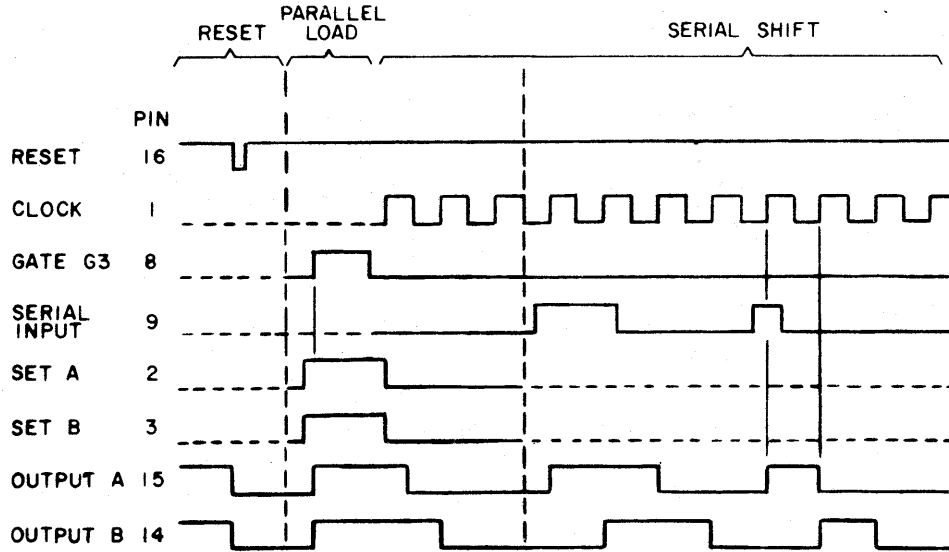 RESET
PARALLEL
LOAD
SERIAL SHIFT
PIN
RESET 16
CLOCK 1
GATE G3 8
SERIAL
INPUT 9
SET A 2
SET B 3
OUTPUT A 15
OUTPUT B 14